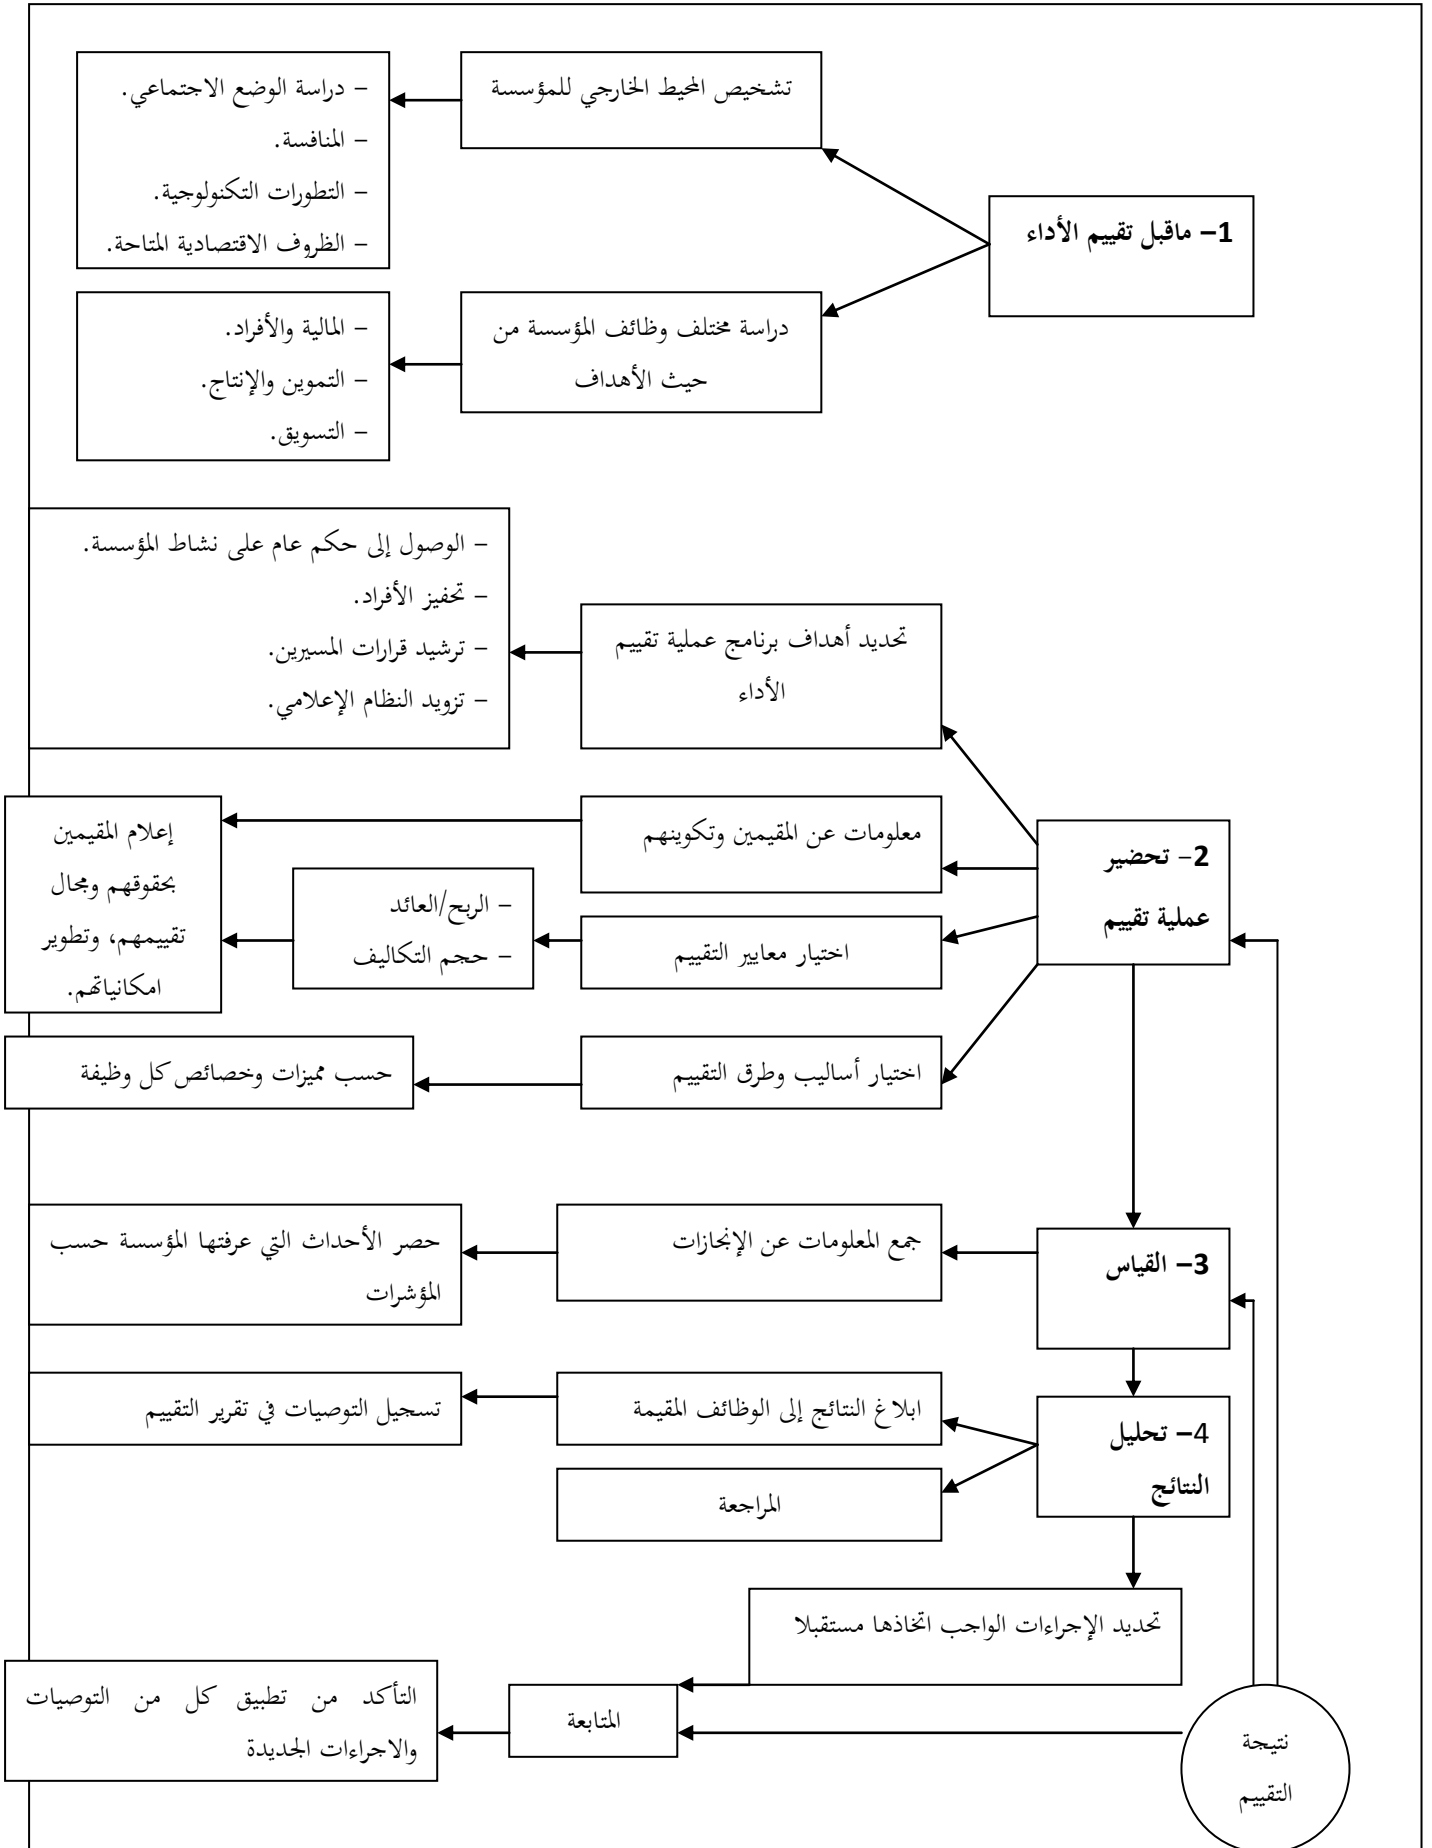 1– ماقبل تقييم الأداء
تشخيص المحيط الخارجي للمؤسسة
– دراسة الوضع الاجتماعي.
– المنافسة.
– التطورات التكنولوجية.
– الظروف الاقتصادية المتاحة.
دراسة مختلف وظائف المؤسسة من
حيث الأهداف
– المالية والأفراد.
– التموين والإنتاج.
– التسويق.
2– تحضير
عملية تقييم
تحديد أهداف برنامج عملية تقييم
الأداء
– الوصول إلى حكم عام على نشاط المؤسسة.
– تحفيز الأفراد.
– ترشيد قرارات المسيرين.
– تزويد النظام الإعلامي.
معلومات عن المقيمين وتكوينهم
إعلام المقيمين
بحقوقهم ومجال
تقييمهم، وتطوير
امكانياتهم.
اختيار معايير التقييم
– الربح/العائد
– حجم التكاليف
اختيار أساليب وطرق التقييم
حسب مميزات وخصائص كل وظيفة
3– القياس
جمع المعلومات عن الإنجازات
حصر الأحداث التي عرفتها المؤسسة حسب
المؤشرات
4– تحليل
النتائج
ابلاغ النتائج إلى الوظائف المقيمة
تسجيل التوصيات في تقرير التقييم
المراجعة
تحديد الإجراءات الواجب اتخاذها مستقبلا
المتابعة
التأكد من تطبيق كل من التوصيات
والاجراءات الجديدة
نتيجة
التقييم